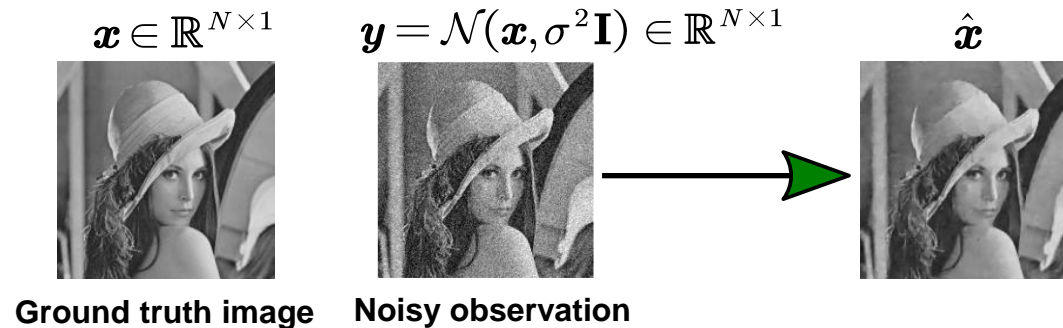 𝒙 ∈ ℝ^{N×1}
𝒚 = 𝒩(𝒙, σ²𝐈) ∈ ℝ^{N×1}
𝒙̂
Ground truth image
Noisy observation